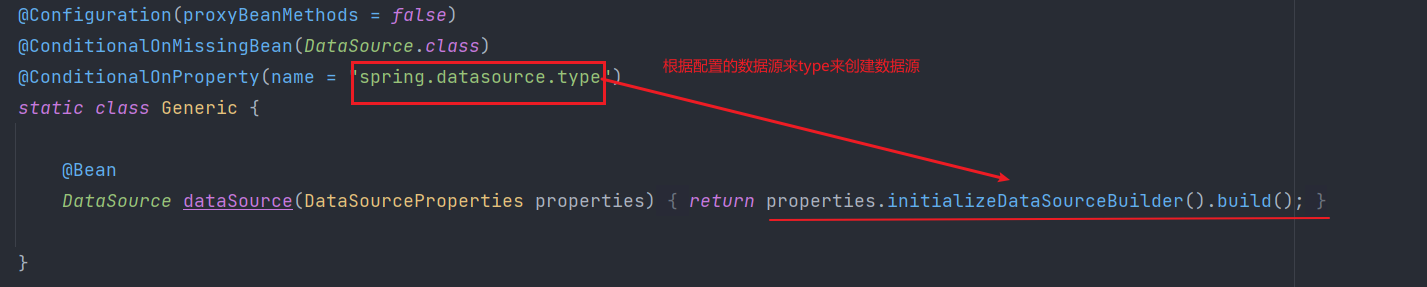 @Configuration(proxyBeanMethods = false)
@ConditionalOnMissingBean(DataSource.class)
@ConditionalOnProperty(name = "spring.datasource.type")
根据配置的数据源来type来创建数据源
static class Generic {
@Bean
DataSource dataSource(DataSourceProperties properties) { return properties.initializeDataSourceBuilder().build(); }
}